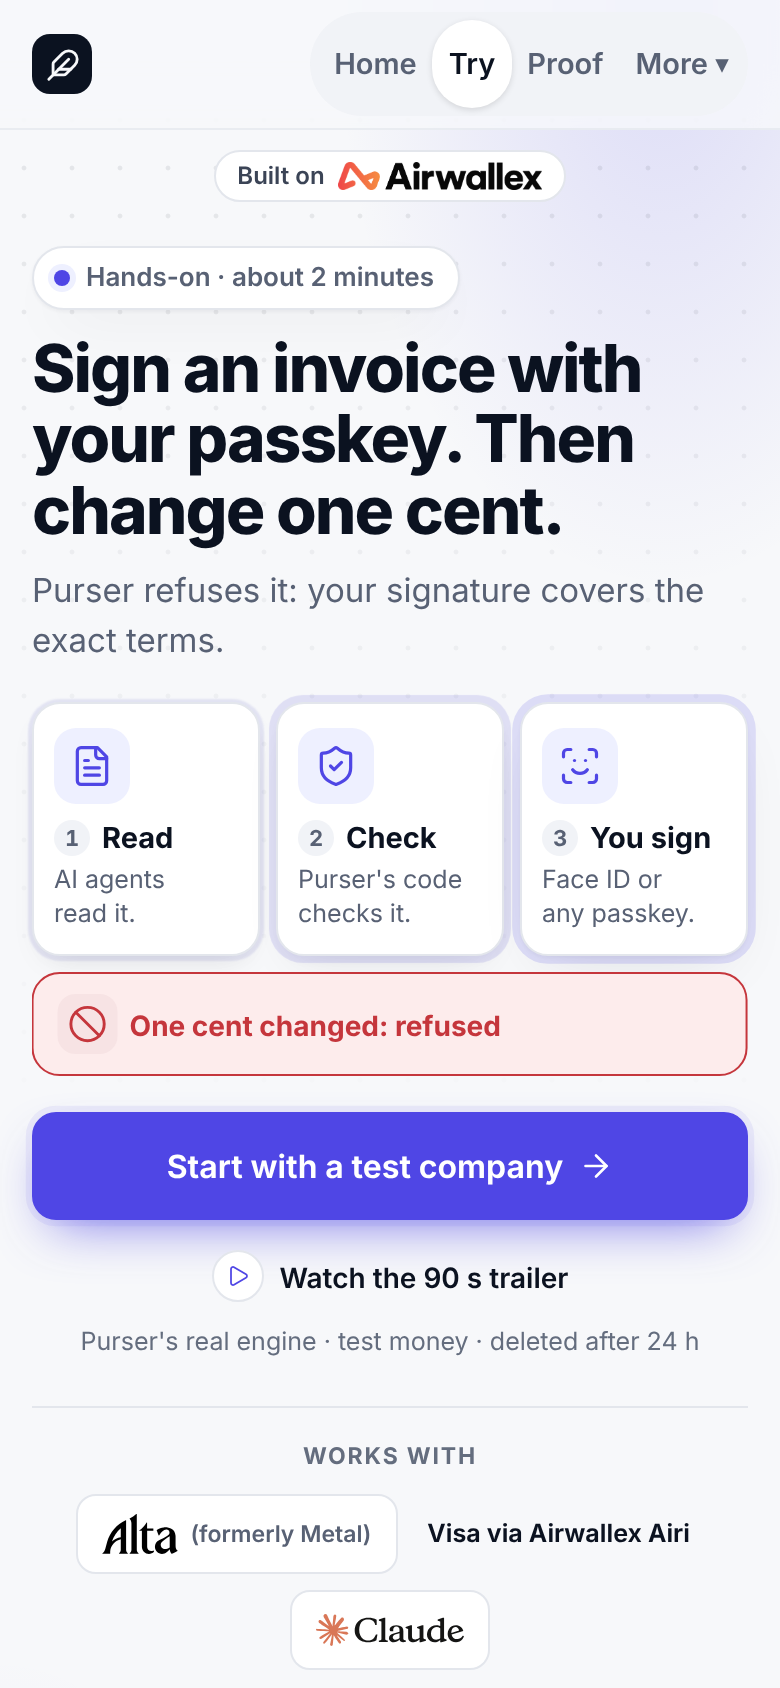 Home Try Proof More ▾
Built on Airwallex
Hands-on · about 2 minutes
Sign an invoice with
your passkey. Then
change one cent.
Purser refuses it: your signature covers the
exact terms.
1 Read
AI agents
read it.
2 Check
Purser's code
checks it.
3 You sign
Face ID or
any passkey.
One cent changed: refused
Start with a test company →
Watch the 90 s trailer
Purser's real engine · test money · deleted after 24 h
WORKS WITH
Alta (formerly Metal) Visa via Airwallex Airi
Claude